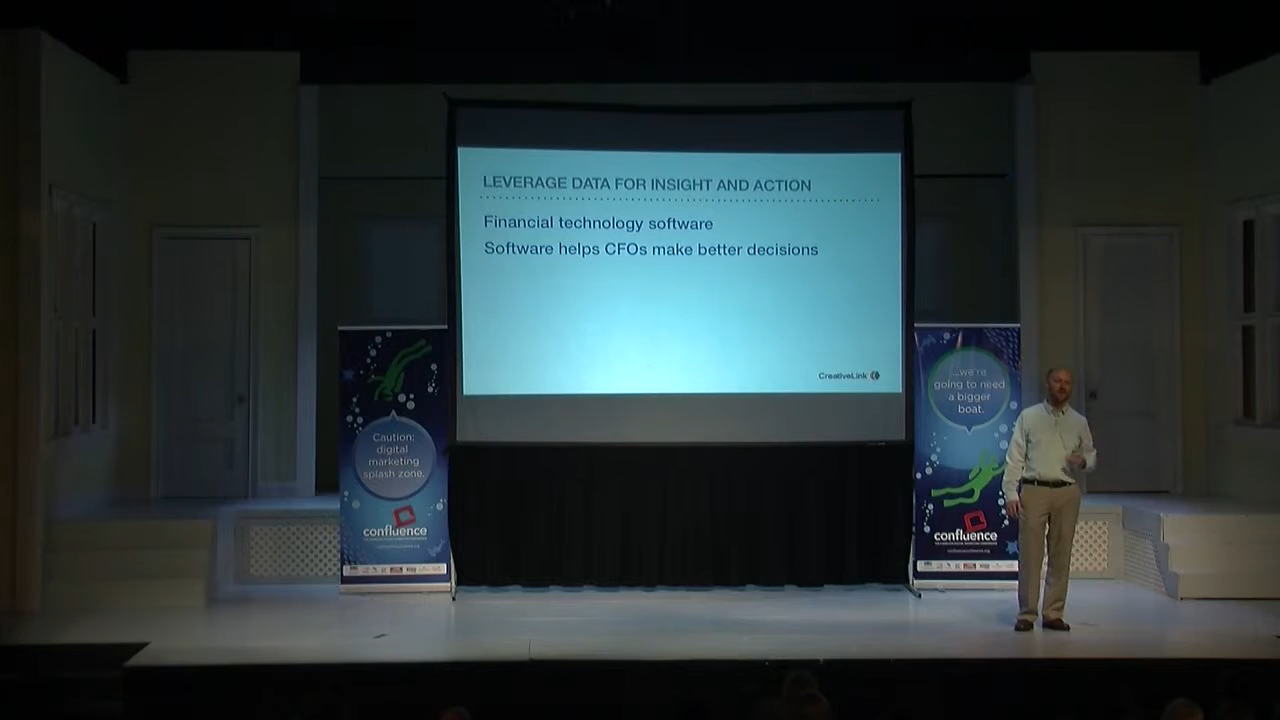 LEVERAGE DATA FOR INSIGHT AND ACTION
Financial technology software
Software helps CFOs make better decisions
CreativeLink
Caution:
digital
marketing
splash zone.
confluence
...we're
going to need
a bigger
boat.
confluence